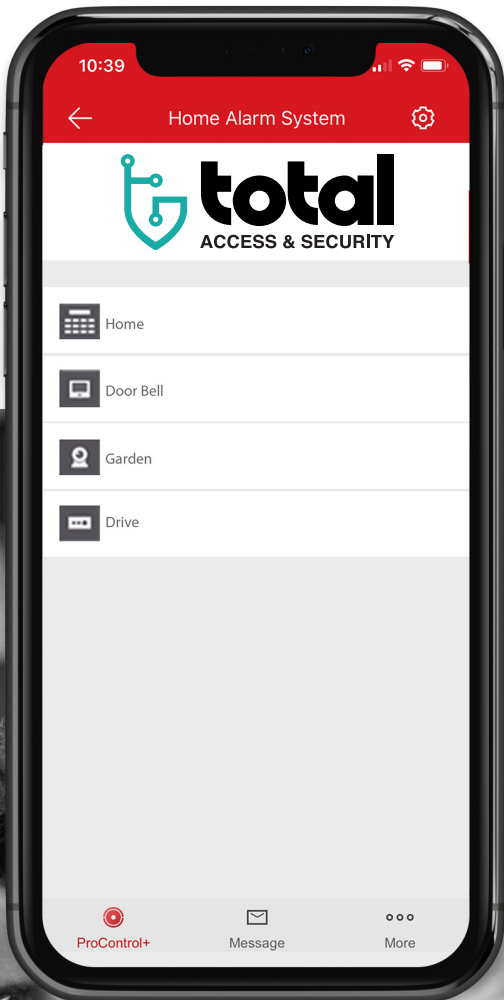 10:39
Home Alarm System
total
ACCESS & SECURITY
Home
Door Bell
Garden
Drive
ProControl+
Message
More